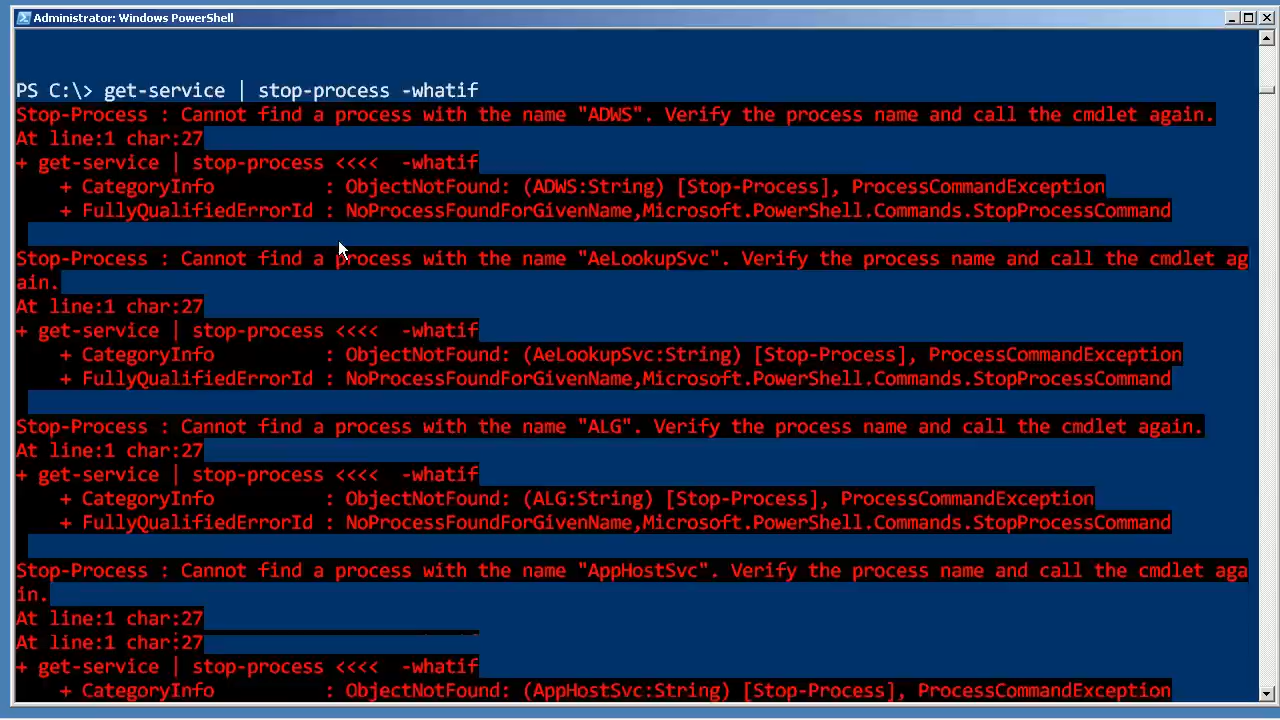 Administrator: Windows PowerShell
PS C:\> get-service | stop-process -whatif
Stop-Process : Cannot find a process with the name "ADWS". Verify the process name and call the cmdlet again.
At line:1 char:27
+ get-service | stop-process <<<<  -whatif
    + CategoryInfo          : ObjectNotFound: (ADWS:String) [Stop-Process], ProcessCommandException
    + FullyQualifiedErrorId : NoProcessFoundForGivenName,Microsoft.PowerShell.Commands.StopProcessCommand
Stop-Process : Cannot find a process with the name "AeLookupSvc". Verify the process name and call the cmdlet ag
ain.
At line:1 char:27
+ get-service | stop-process <<<<  -whatif
    + CategoryInfo          : ObjectNotFound: (AeLookupSvc:String) [Stop-Process], ProcessCommandException
    + FullyQualifiedErrorId : NoProcessFoundForGivenName,Microsoft.PowerShell.Commands.StopProcessCommand
Stop-Process : Cannot find a process with the name "ALG". Verify the process name and call the cmdlet again.
At line:1 char:27
+ get-service | stop-process <<<<  -whatif
    + CategoryInfo          : ObjectNotFound: (ALG:String) [Stop-Process], ProcessCommandException
    + FullyQualifiedErrorId : NoProcessFoundForGivenName,Microsoft.PowerShell.Commands.StopProcessCommand
Stop-Process : Cannot find a process with the name "AppHostSvc". Verify the process name and call the cmdlet aga
in.
At line:1 char:27
At line:1 char:27
+ get-service | stop-process <<<<  -whatif
    + CategoryInfo          : ObjectNotFound: (AppHostSvc:String) [Stop-Process], ProcessCommandException